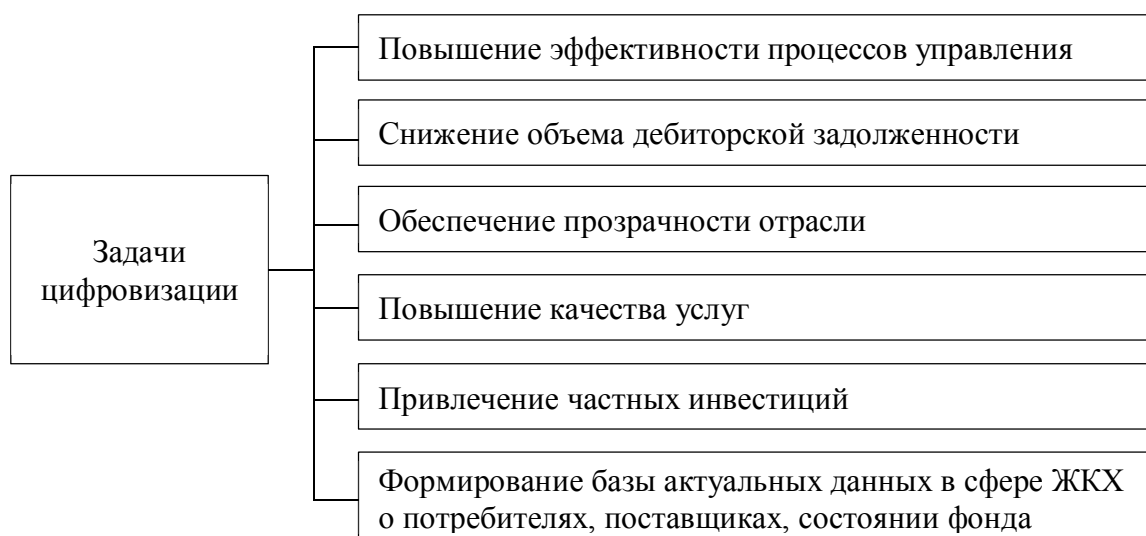 Задачи
цифровизации
Повышение эффективности процессов управления
Снижение объема дебиторской задолженности
Обеспечение прозрачности отрасли
Повышение качества услуг
Привлечение частных инвестиций
Формирование базы актуальных данных в сфере ЖКХ
о потребителях, поставщиках, состоянии фонда